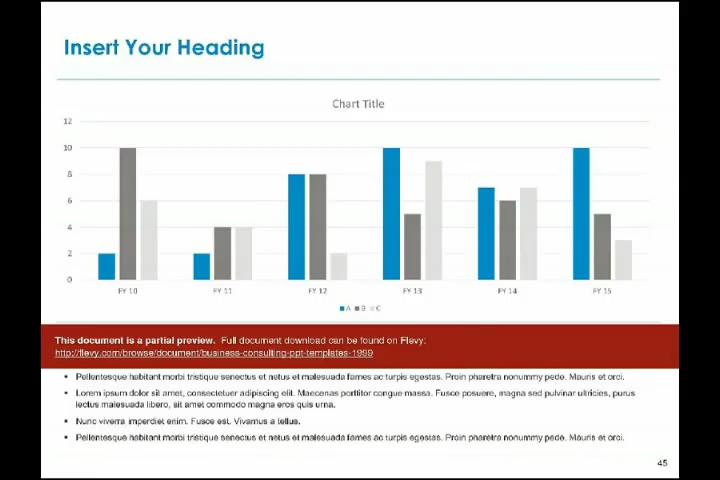 Insert Your Heading
Chart Title
12
10
8
6
4
2
0
FY 10 FY 11 FY 12 FY 13 FY 14 FY 15
A B C
This document is a partial preview. Full document download can be found on Flevy:
http://flevy.com/browse/document/business-consulting-ppt-templates-1999
▪ Pellentesque habitant morbi tristique senectus et netus et malesuada fames ac turpis egestas. Proin pharetra nonummy pede. Mauris et orci.
▪ Lorem ipsum dolor sit amet, consectetuer adipiscing elit. Maecenas porttitor congue massa. Fusce posuere, magna sed pulvinar ultricies, purus
lectus malesuada libero, sit amet commodo magna eros quis urna.
▪ Nunc viverra imperdiet enim. Fusce est. Vivamus a tellus.
▪ Pellentesque habitant morbi tristique senectus et netus et malesuada fames ac turpis egestas. Proin pharetra nonummy pede. Mauris et orci.
45